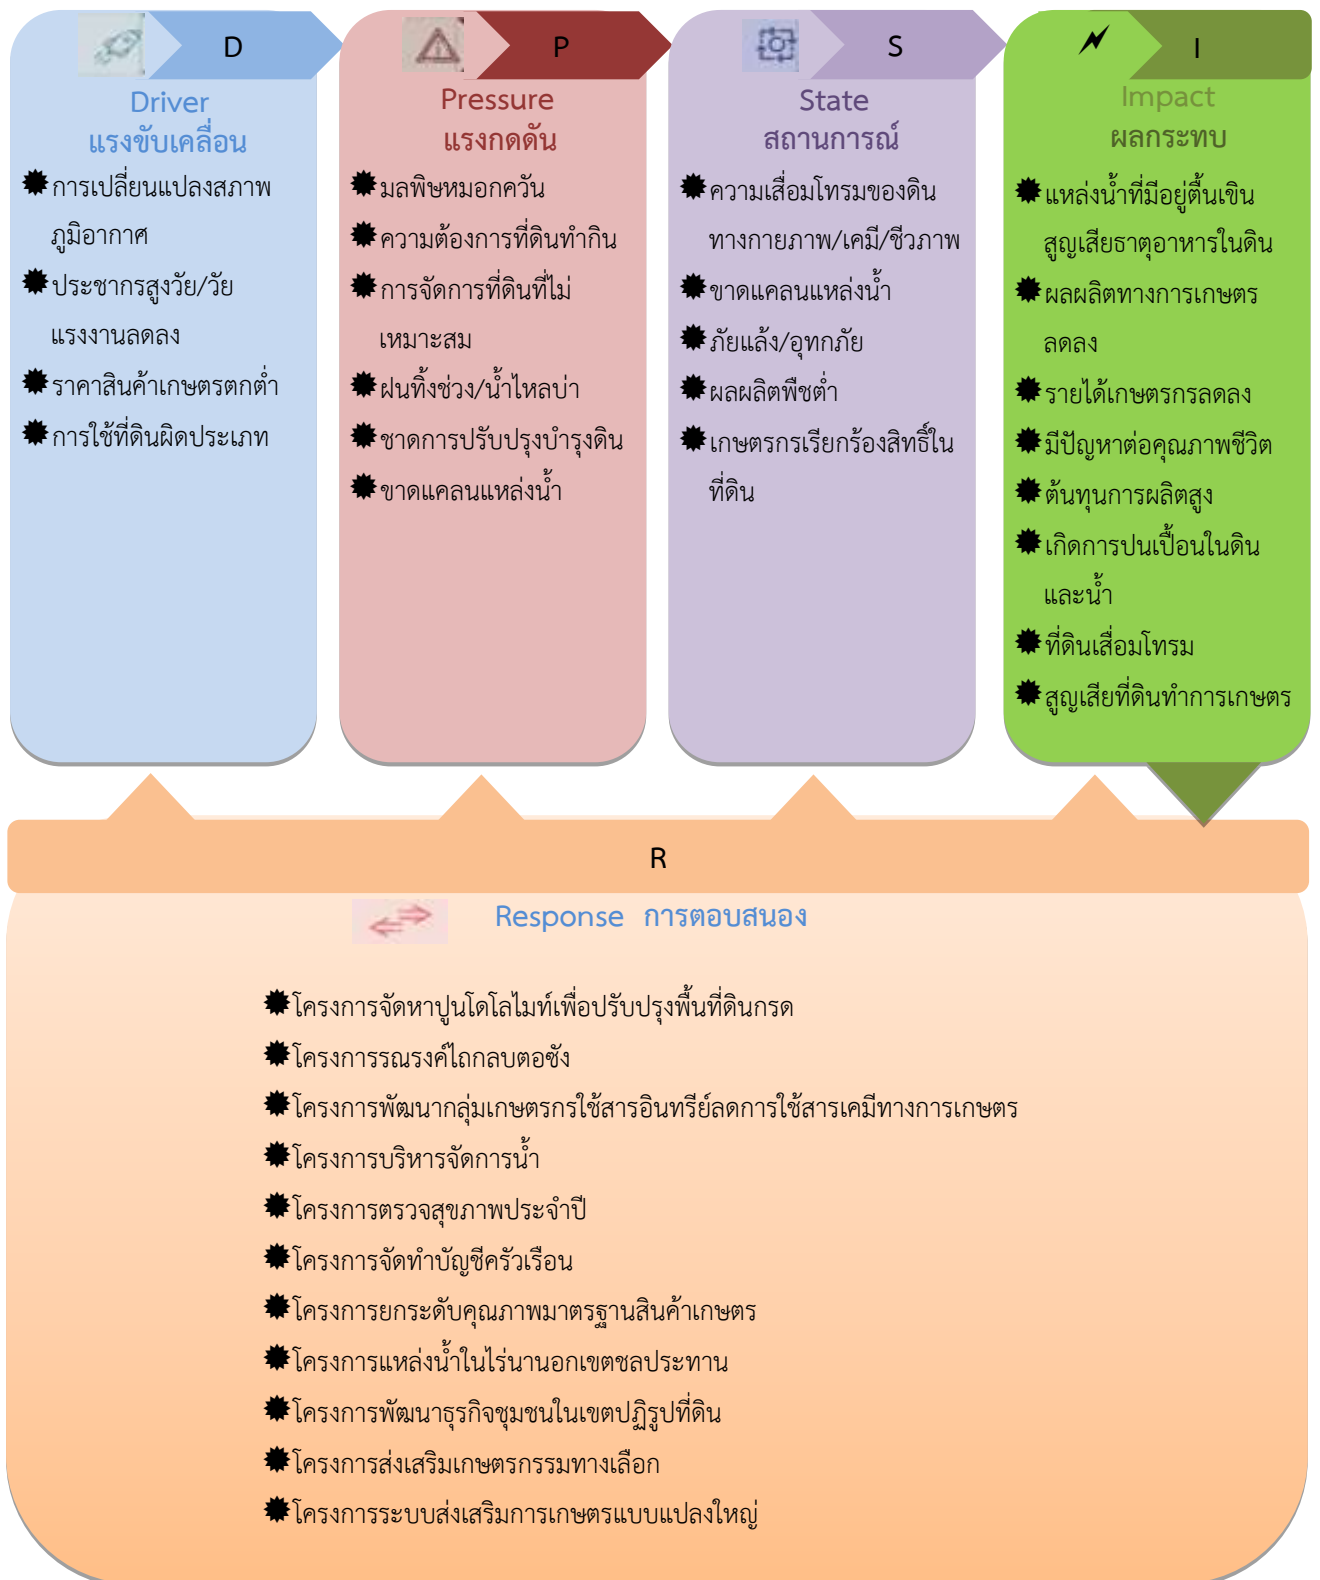 D
Driver
แรงขับเคลื่อน
การเปลี่ยนแปลงสภาพ
ภูมิอากาศ
ประชากรสูงวัย/วัย
แรงงานลดลง
ราคาสินค้าเกษตรตกต่ำ
การใช้ที่ดินผิดประเภท
P
Pressure
แรงกดดัน
มลพิษหมอกควัน
ความต้องการที่ดินทำกิน
การจัดการที่ดินที่ไม่
เหมาะสม
ฝนทิ้งช่วง/น้ำไหลบ่า
ชาดการปรับปรุงบำรุงดิน
ขาดแคลนแหล่งน้ำ
S
State
สถานการณ์
ความเสื่อมโทรมของดิน
ทางกายภาพ/เคมี/ชีวภาพ
ขาดแคลนแหล่งน้ำ
ภัยแล้ง/อุทกภัย
ผลผลิตพืชต่ำ
เกษตรกรเรียกร้องสิทธิ์ใน
ที่ดิน
I
Impact
ผลกระทบ
แหล่งน้ำที่มีอยู่ตื้นเขิน
สูญเสียธาตุอาหารในดิน
ผลผลิตทางการเกษตร
ลดลง
รายได้เกษตรกรลดลง
มีปัญหาต่อคุณภาพชีวิต
ต้นทุนการผลิตสูง
เกิดการปนเปื้อนในดิน
และน้ำ
ที่ดินเสื่อมโทรม
สูญเสียที่ดินทำการเกษตร
R
Response การตอบสนอง
โครงการจัดหาปูนโดโลไมท์เพื่อปรับปรุงพื้นที่ดินกรด
โครงการรณรงค์ไถกลบตอซัง
โครงการพัฒนากลุ่มเกษตรกรใช้สารอินทรีย์ลดการใช้สารเคมีทางการเกษตร
โครงการบริหารจัดการน้ำ
โครงการตรวจสุขภาพประจำปี
โครงการจัดทำบัญชีครัวเรือน
โครงการยกระดับคุณภาพมาตรฐานสินค้าเกษตร
โครงการแหล่งน้ำในไร่นานอกเขตชลประทาน
โครงการพัฒนาธุรกิจชุมชนในเขตปฏิรูปที่ดิน
โครงการส่งเสริมเกษตรกรรมทางเลือก
โครงการระบบส่งเสริมการเกษตรแบบแปลงใหญ่